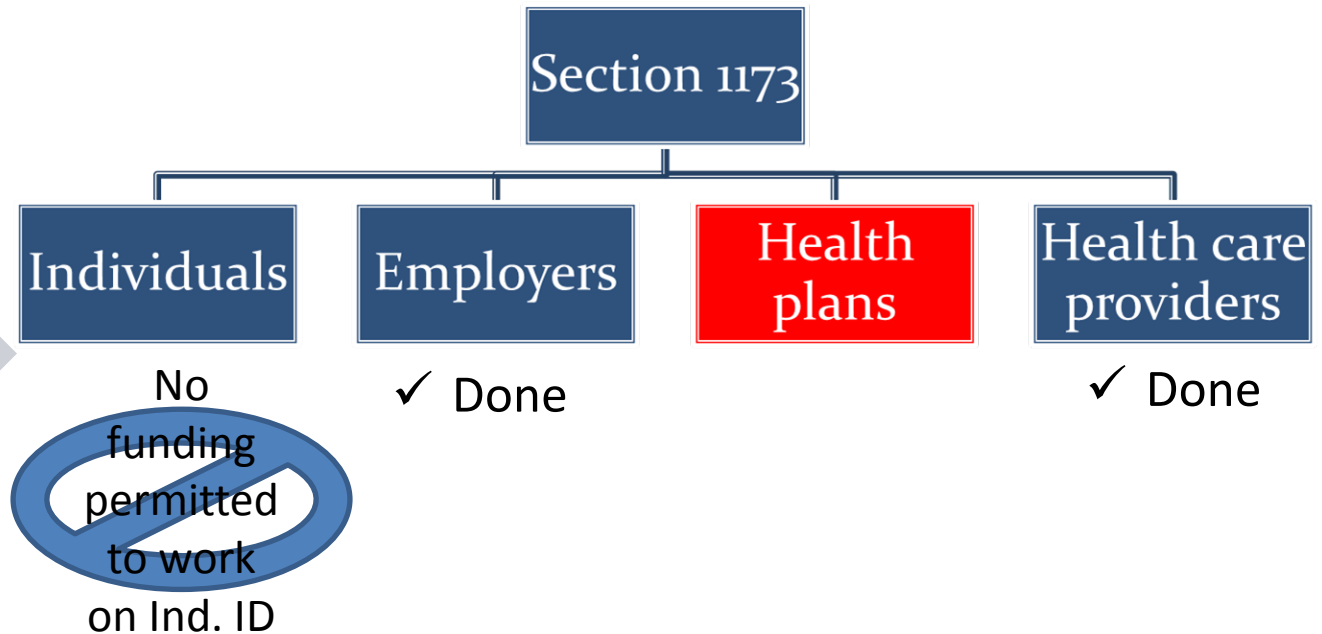 Section 1173
Individuals
Employers
Health
plans
Health care
providers
No
funding
permitted
to work
on Ind. ID
✓ Done
✓ Done